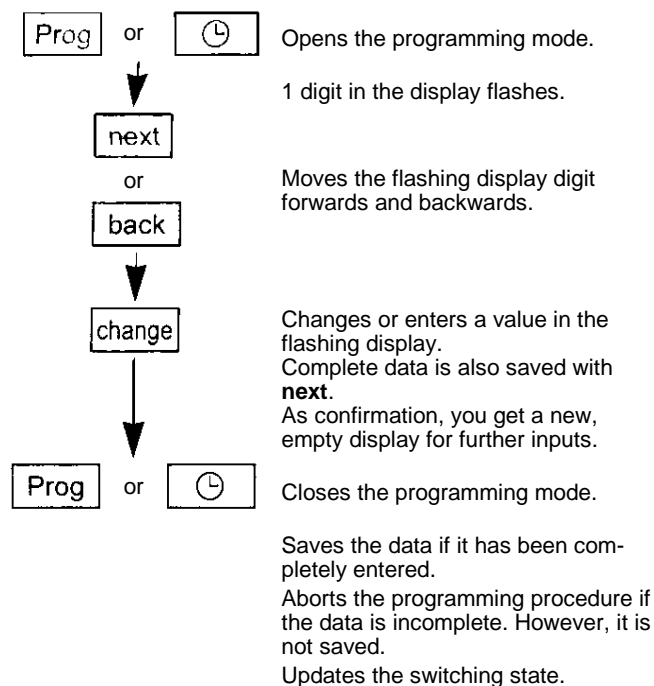 Prog or Opens the programming mode.
1 digit in the display flashes.
next
or
back
Moves the flashing display digit
forwards and backwards.
change
Changes or enters a value in the
flashing display.
Complete data is also saved with
next.
As confirmation, you get a new,
empty display for further inputs.
Prog or Closes the programming mode.
Saves the data if it has been com-
pletely entered.
Aborts the programming procedure if
the data is incomplete. However, it is
not saved.
Updates the switching state.